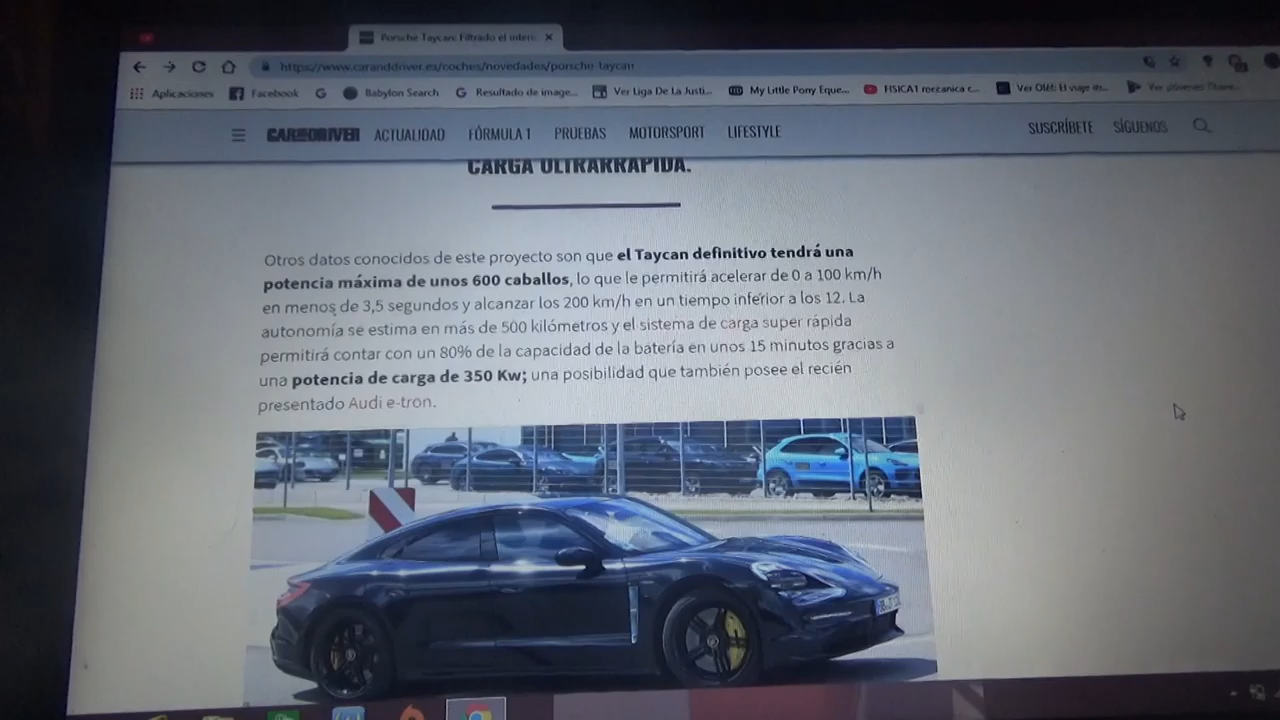 Porsche Taycan: Filtrado el interi
https://www.caranddriver.es/coches/novedades/porsche-taycan
Aplicaciones Facebook Babylon Search Resultado de image... Ver Liga De La Justi... My Little Pony Eque... FISICA1 mecanica c... Ver
CAR AND DRIVER ACTUALIDAD FÓRMULA 1 PRUEBAS MOTORSPORT LIFESTYLE SUSCRÍBETE SÍGUENOS
CARGA ULTRARRÁPIDA.
Otros datos conocidos de este proyecto son que el Taycan definitivo tendrá una
potencia máxima de unos 600 caballos, lo que le permitirá acelerar de 0 a 100 km/h
en menos de 3,5 segundos y alcanzar los 200 km/h en un tiempo inferior a los 12. La
autonomía se estima en más de 500 kilómetros y el sistema de carga super rápida
permitirá contar con un 80% de la capacidad de la batería en unos 15 minutos gracias a
una potencia de carga de 350 Kw; una posibilidad que también posee el recién
presentado Audi e-tron.